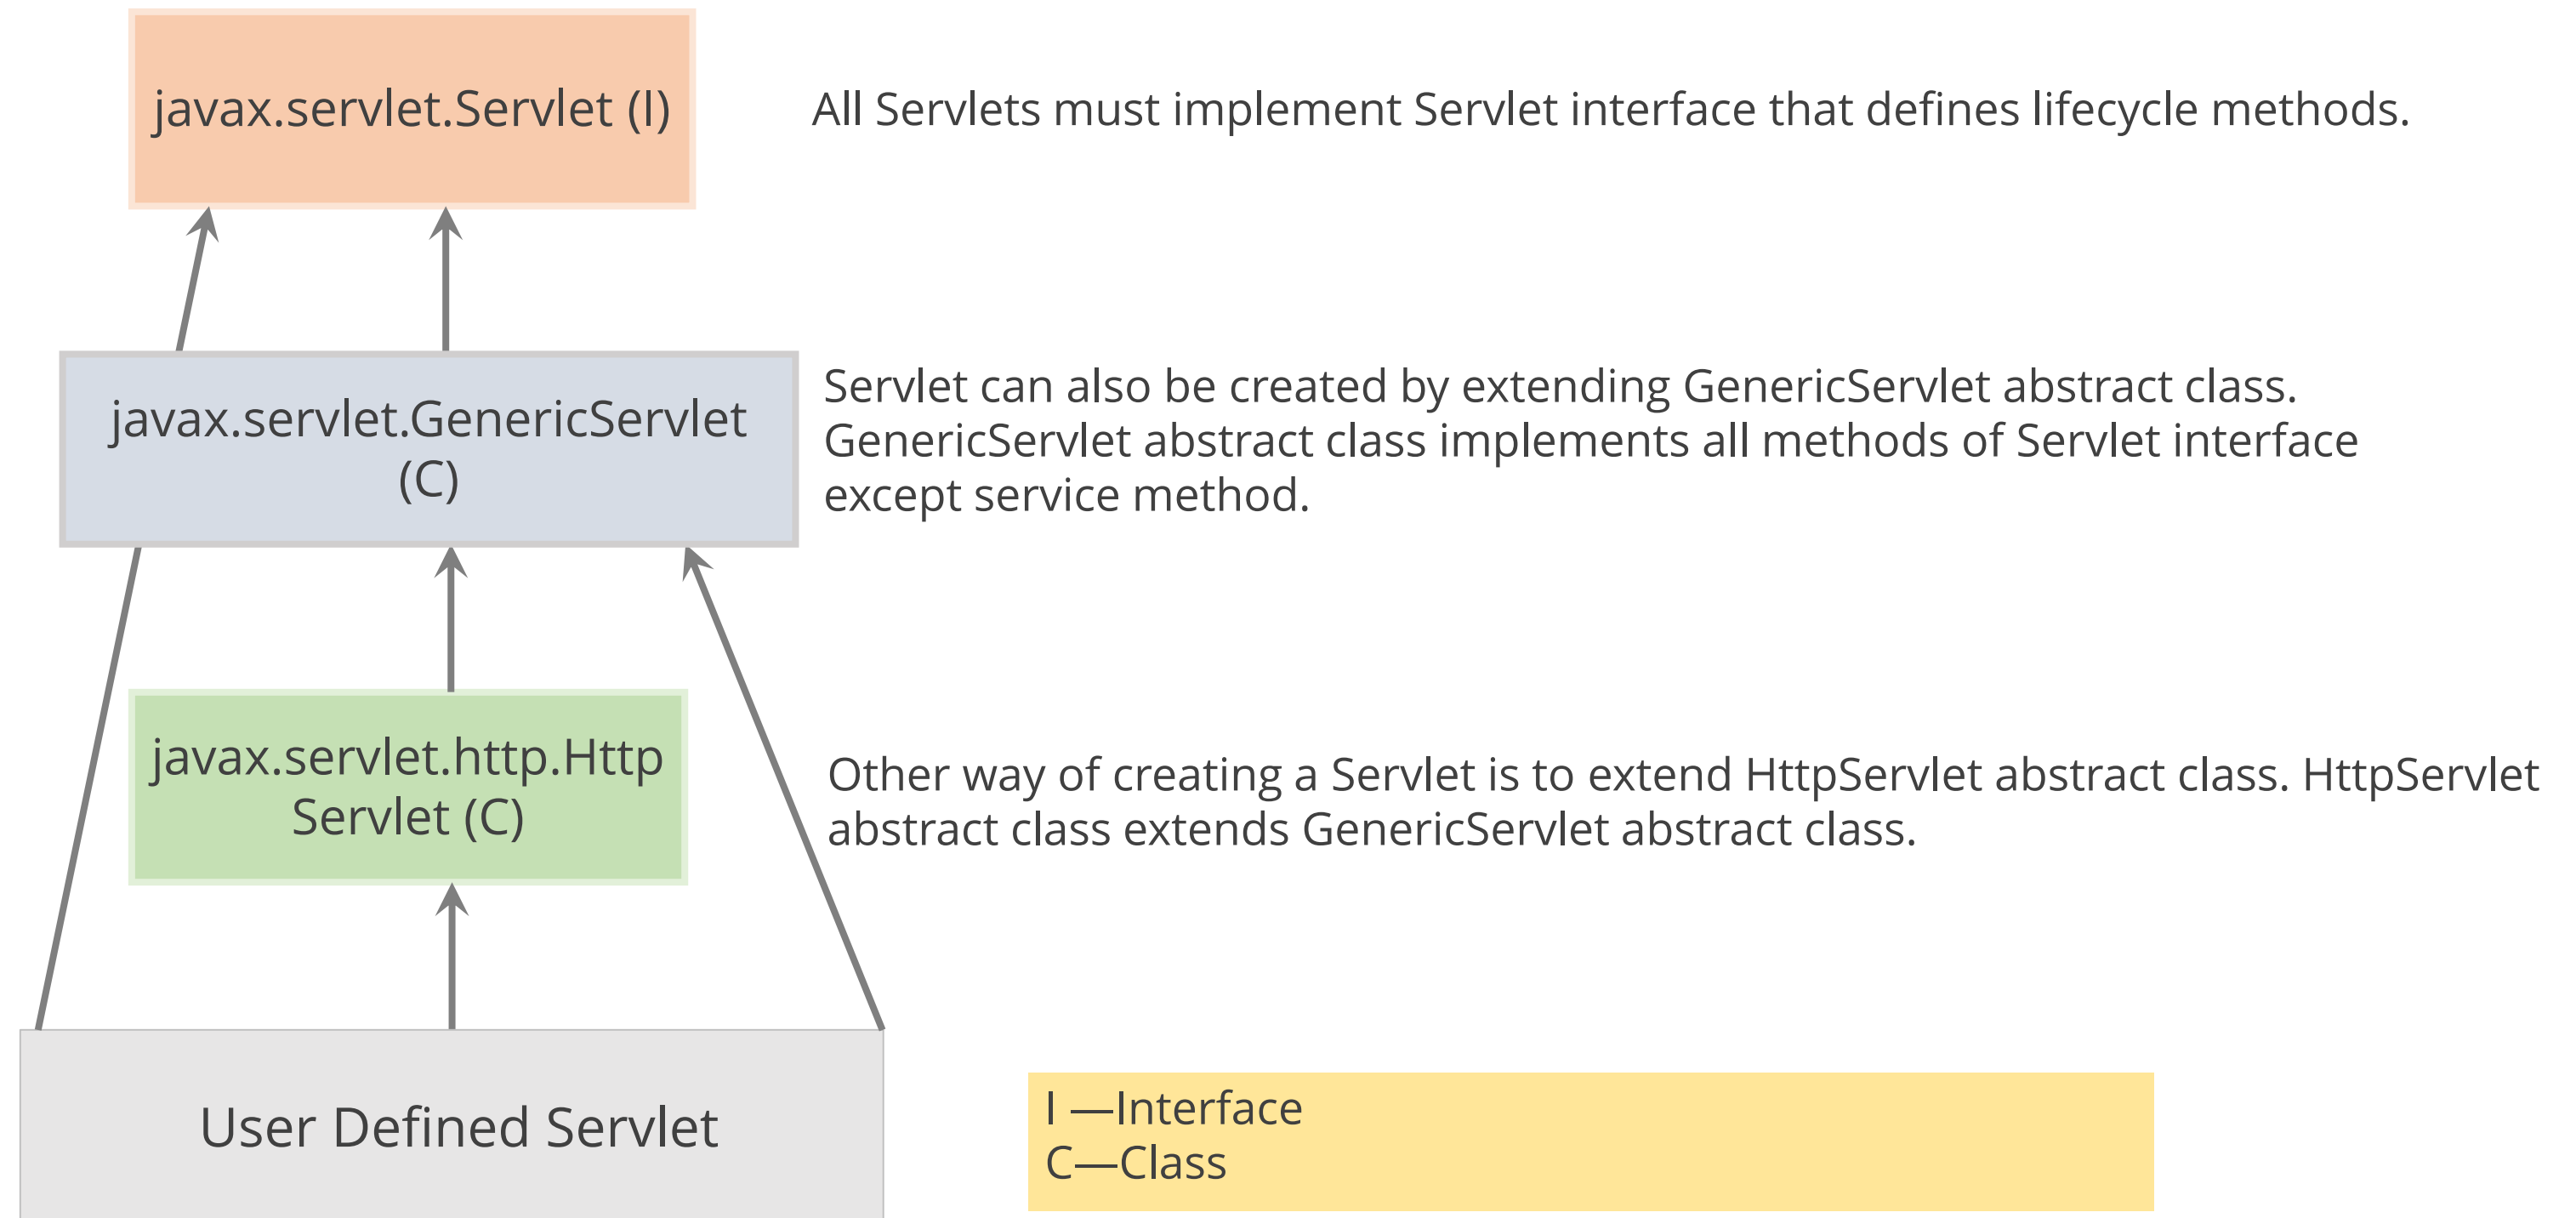 javax.servlet.Servlet (I)
All Servlets must implement Servlet interface that defines lifecycle methods.
javax.servlet.GenericServlet
(C)
Servlet can also be created by extending GenericServlet abstract class.
GenericServlet abstract class implements all methods of Servlet interface
except service method.
javax.servlet.http.Http
Servlet (C)
Other way of creating a Servlet is to extend HttpServlet abstract class. HttpServlet
abstract class extends GenericServlet abstract class.
User Defined Servlet
I —Interface
C—Class